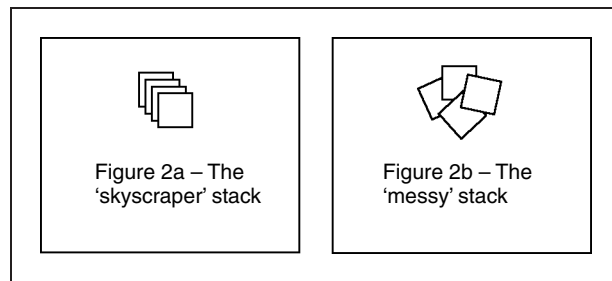 Figure 2a – The
‘skyscraper’ stack
Figure 2b – The
‘messy’ stack